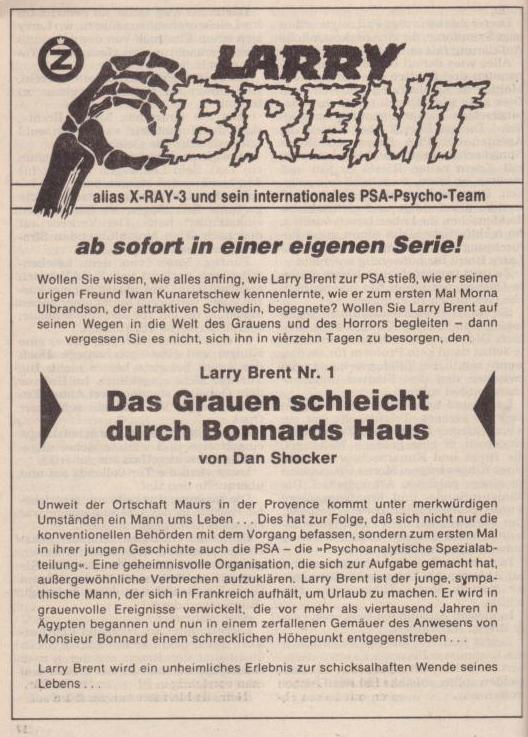 Z
LARRY
BRENT
alias X-RAY-3 und sein internationales PSA-Psycho-Team
ab sofort in einer eigenen Serie!
Wollen Sie wissen, wie alles anfing, wie Larry Brent zur PSA stieß, wie er seinen
urigen Freund Iwan Kunaretschew kennenlernte, wie er zum ersten Mal Morna
Ulbrandson, der attraktiven Schwedin, begegnete? Wollen Sie Larry Brent auf
seinen Wegen in die Welt des Grauens und des Horrors begleiten – dann
vergessen Sie es nicht, sich ihn in vierzehn Tagen zu besorgen, den
Larry Brent Nr. 1
Das Grauen schleicht
durch Bonnards Haus
von Dan Shocker
Unweit der Ortschaft Maurs in der Provence kommt unter merkwürdigen
Umständen ein Mann ums Leben . . . Dies hat zur Folge, daß sich nicht nur die
konventionellen Behörden mit dem Vorgang befassen, sondern zum ersten Mal
in ihrer jungen Geschichte auch die PSA – die »Psychoanalytische Spezialab-
teilung«. Eine geheimnisvolle Organisation, die sich zur Aufgabe gemacht hat,
außergewöhnliche Verbrechen aufzuklären. Larry Brent ist der junge, sympa-
thische Mann, der sich in Frankreich aufhält, um Urlaub zu machen. Er wird in
grauenvolle Ereignisse verwickelt, die vor mehr als viertausend Jahren in
Ägypten begannen und nun in einem zerfallenen Gemäuer des Anwesens von
Monsieur Bonnard einem schrecklichen Höhepunkt entgegenstreben . . .
Larry Brent wird ein unheimliches Erlebnis zur schicksalhaften Wende seines
Lebens . . .